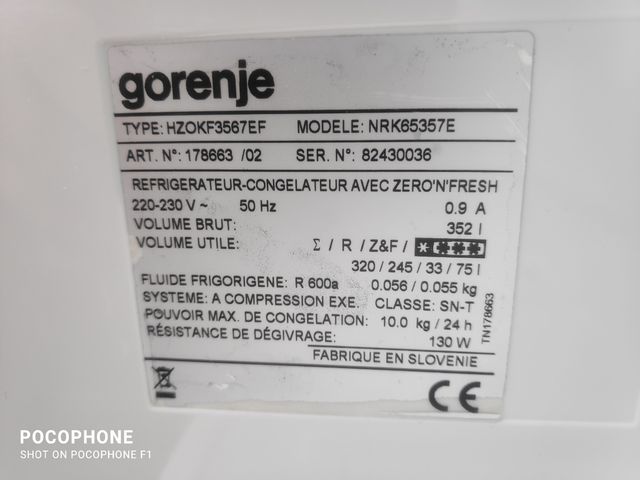 gorenje
TYPE: HZOKF3567EF MODELE: NRK65357E
ART. N°: 178663 /02 SER. N°: 82430036
REFRIGERATEUR-CONGELATEUR AVEC ZERO'N'FRESH
220-230 V ~ 50 Hz 0.9 A
VOLUME BRUT: 352 l
VOLUME UTILE: Σ / R / Z&F / * ***
320 / 245 / 33 / 75 l
FLUIDE FRIGORIGENE: R 600a 0.056 / 0.055 kg
SYSTEME: A COMPRESSION EXE. CLASSE: SN-T
POUVOIR MAX. DE CONGELATION: 10.0 kg / 24 h
RÉSISTANCE DE DÉGIVRAGE: 130 W
FABRIQUE EN SLOVENIE
TN178663
CE
POCOPHONE
SHOT ON POCOPHONE F1